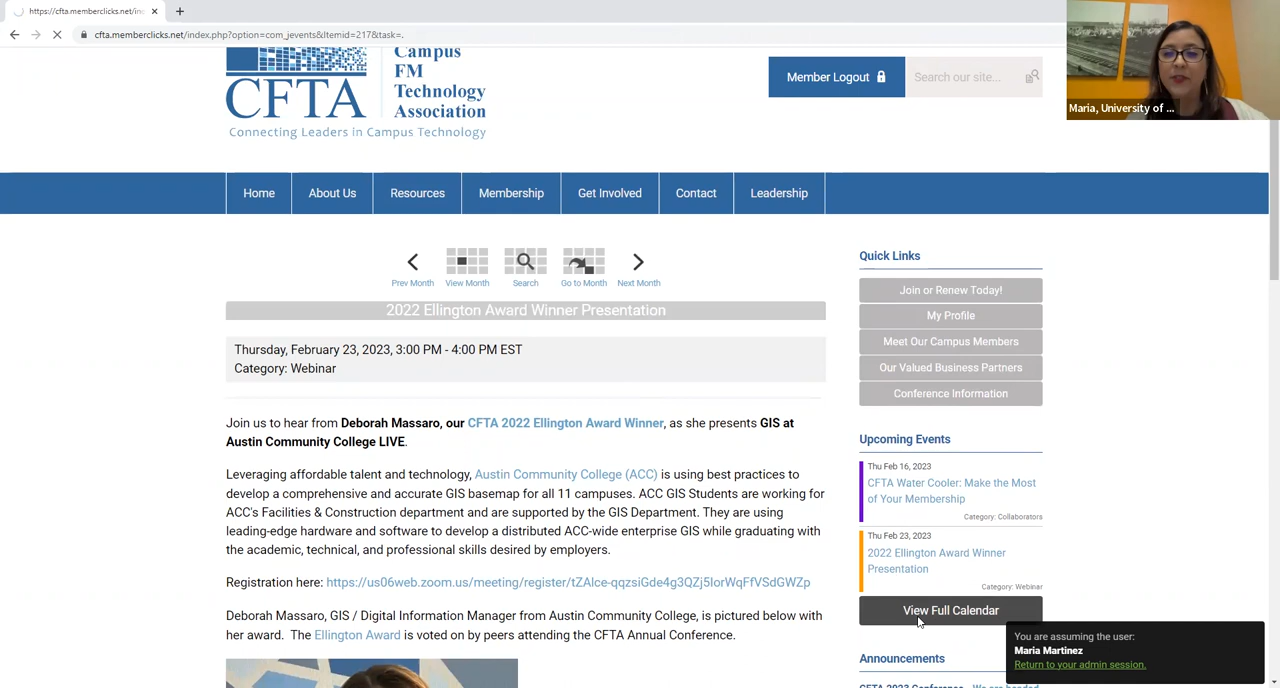 https://cfta.memberclicks.net/in
cfta.memberclicks.net/index.php?option=com_jevents&Itemid=217&task=.
Campus
FM
Technology
Association
CFTA
Connecting Leaders in Campus Technology
Member Logout
Search our site...
Maria, University of ...
Home
About Us
Resources
Membership
Get Involved
Contact
Leadership
Prev Month
View Month
Search
Go to Month
Next Month
2022 Ellington Award Winner Presentation
Thursday, February 23, 2023, 3:00 PM - 4:00 PM EST
Category: Webinar
Join us to hear from Deborah Massaro, our CFTA 2022 Ellington Award Winner, as she presents GIS at
Austin Community College LIVE.
Leveraging affordable talent and technology, Austin Community College (ACC) is using best practices to
develop a comprehensive and accurate GIS basemap for all 11 campuses. ACC GIS Students are working for
ACC's Facilities & Construction department and are supported by the GIS Department. They are using
leading-edge hardware and software to develop a distributed ACC-wide enterprise GIS while graduating with
the academic, technical, and professional skills desired by employers.
Registration here: https://us06web.zoom.us/meeting/register/tZAlce-qqzsiGde4g3QZj5IorWqFfVSdGWZp
Deborah Massaro, GIS / Digital Information Manager from Austin Community College, is pictured below with
her award. The Ellington Award is voted on by peers attending the CFTA Annual Conference.
Quick Links
Join or Renew Today!
My Profile
Meet Our Campus Members
Our Valued Business Partners
Conference Information
Upcoming Events
Thu Feb 16, 2023
CFTA Water Cooler: Make the Most
of Your Membership
Category: Collaborators
Thu Feb 23, 2023
2022 Ellington Award Winner
Presentation
Category: Webinar
View Full Calendar
Announcements
CFTA 2023 Conference - We are headed
You are assuming the user:
Maria Martinez
Return to your admin session.